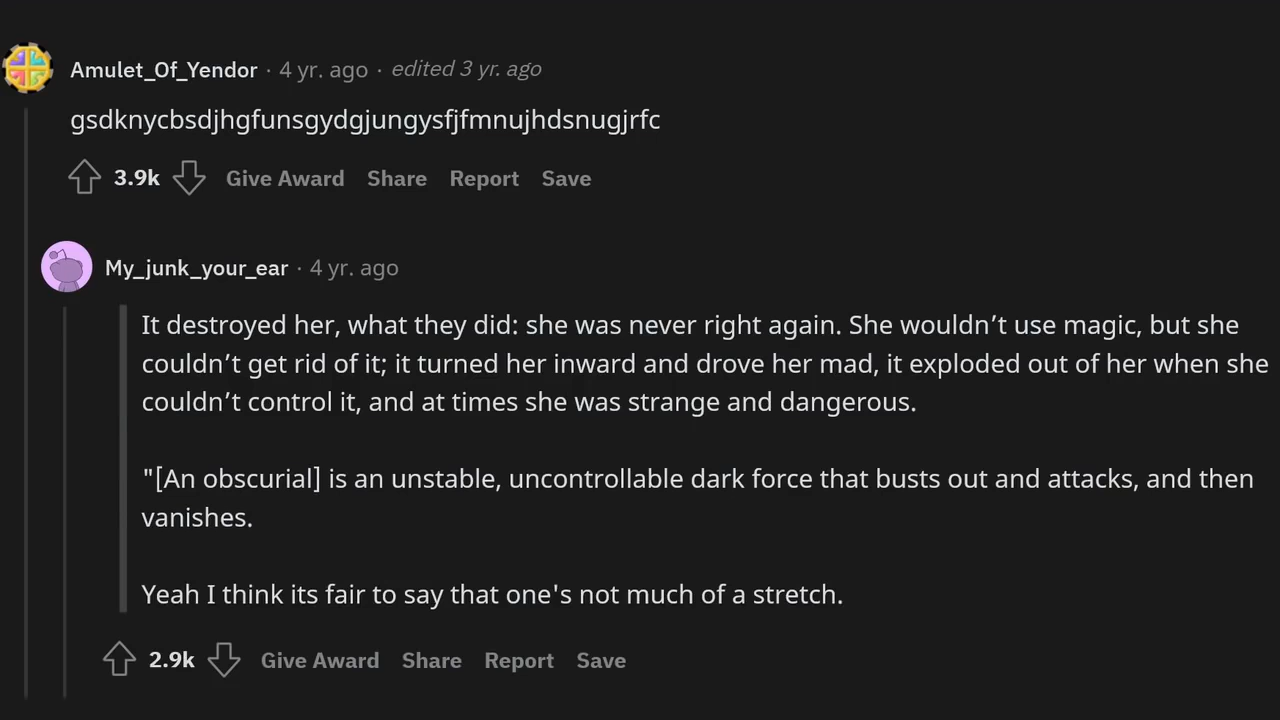 Amulet_Of_Yendor · 4 yr. ago · edited 3 yr. ago
gsdknycbsdjhgfunsgydgjungysfjfmnujhdsnugjrfc
3.9k Give Award Share Report Save
My_junk_your_ear · 4 yr. ago
It destroyed her, what they did: she was never right again. She wouldn’t use magic, but she
couldn’t get rid of it; it turned her inward and drove her mad, it exploded out of her when she
couldn’t control it, and at times she was strange and dangerous.
"[An obscurial] is an unstable, uncontrollable dark force that busts out and attacks, and then
vanishes.
Yeah I think its fair to say that one's not much of a stretch.
2.9k Give Award Share Report Save